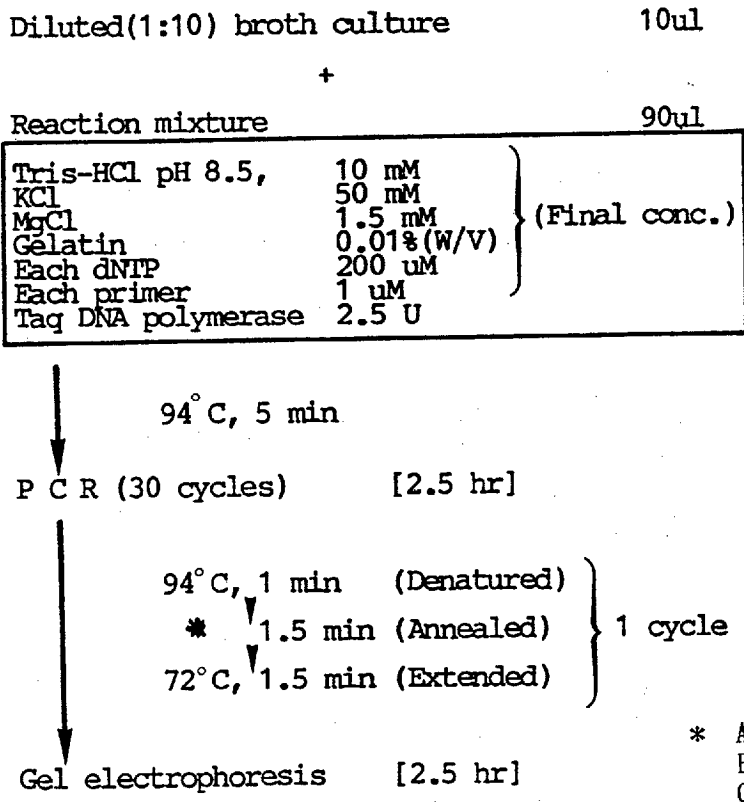 Diluted(1:10) broth culture 10ul
+
Reaction mixture 90ul
Tris-HCl pH 8.5, 10 mM
KCl 50 mM
MgCl 1.5 mM
Gelatin 0.01%(W/V)
Each dNTP 200 uM
Each primer 1 uM
Taq DNA polymerase 2.5 U
(Final conc.)
94°C, 5 min
P C R (30 cycles) [2.5 hr]
94°C, 1 min (Denatured)
* 1.5 min (Annealed)
72°C, 1.5 min (Extended)
1 cycle
*
Gel electrophoresis [2.5 hr]